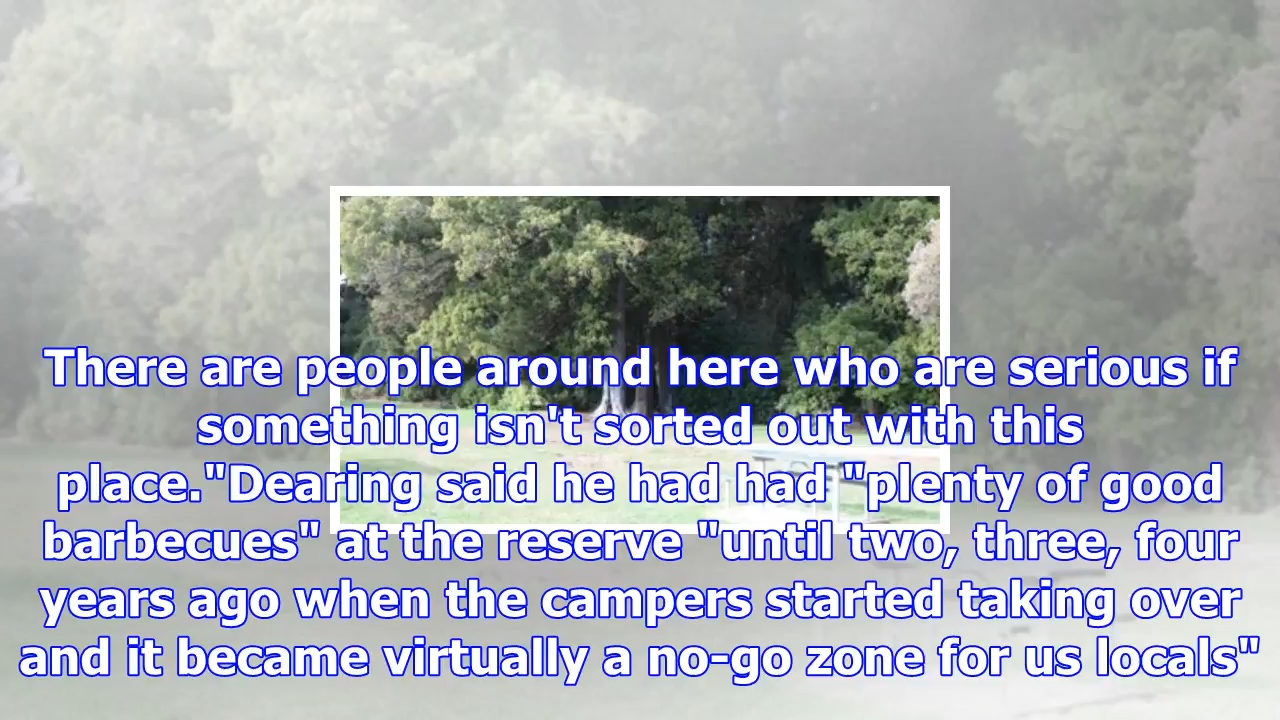 There are people around here who are serious if
something isn't sorted out with this
place."Dearing said he had had "plenty of good
barbecues" at the reserve "until two, three, four
years ago when the campers started taking over
and it became virtually a no-go zone for us locals"